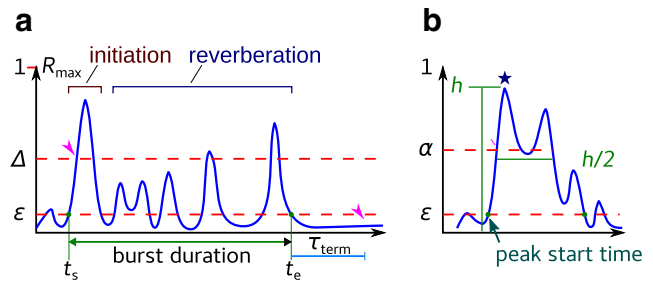 a
b
1
R_max
initiation
reverberation
Δ
ε
burst duration
τ_term
t_s
t_e
1
h
α
h/2
ε
peak start time